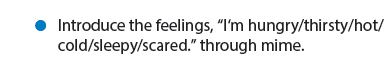 Introduce the feelings, “I‘m hungry/thirsty/hot/
cold/sleepy/scared.” through mime.